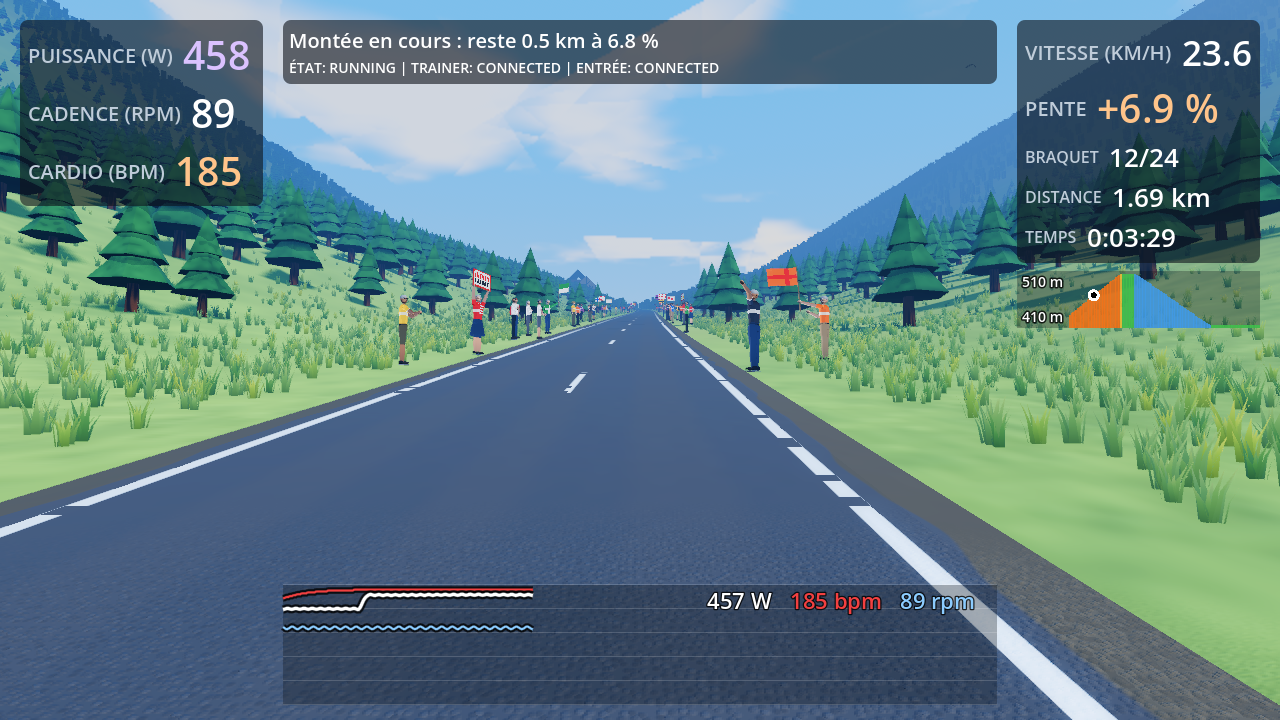 PUISSANCE (W) 458
CADENCE (RPM) 89
CARDIO (BPM) 185
Montée en cours : reste 0.5 km à 6.8 %
ÉTAT: RUNNING | TRAINER: CONNECTED | ENTRÉE: CONNECTED
VITESSE (KM/H) 23.6
PENTE +6.9 %
BRAQUET 12/24
DISTANCE 1.69 km
TEMPS 0:03:29
510 m
410 m
457 W 185 bpm 89 rpm